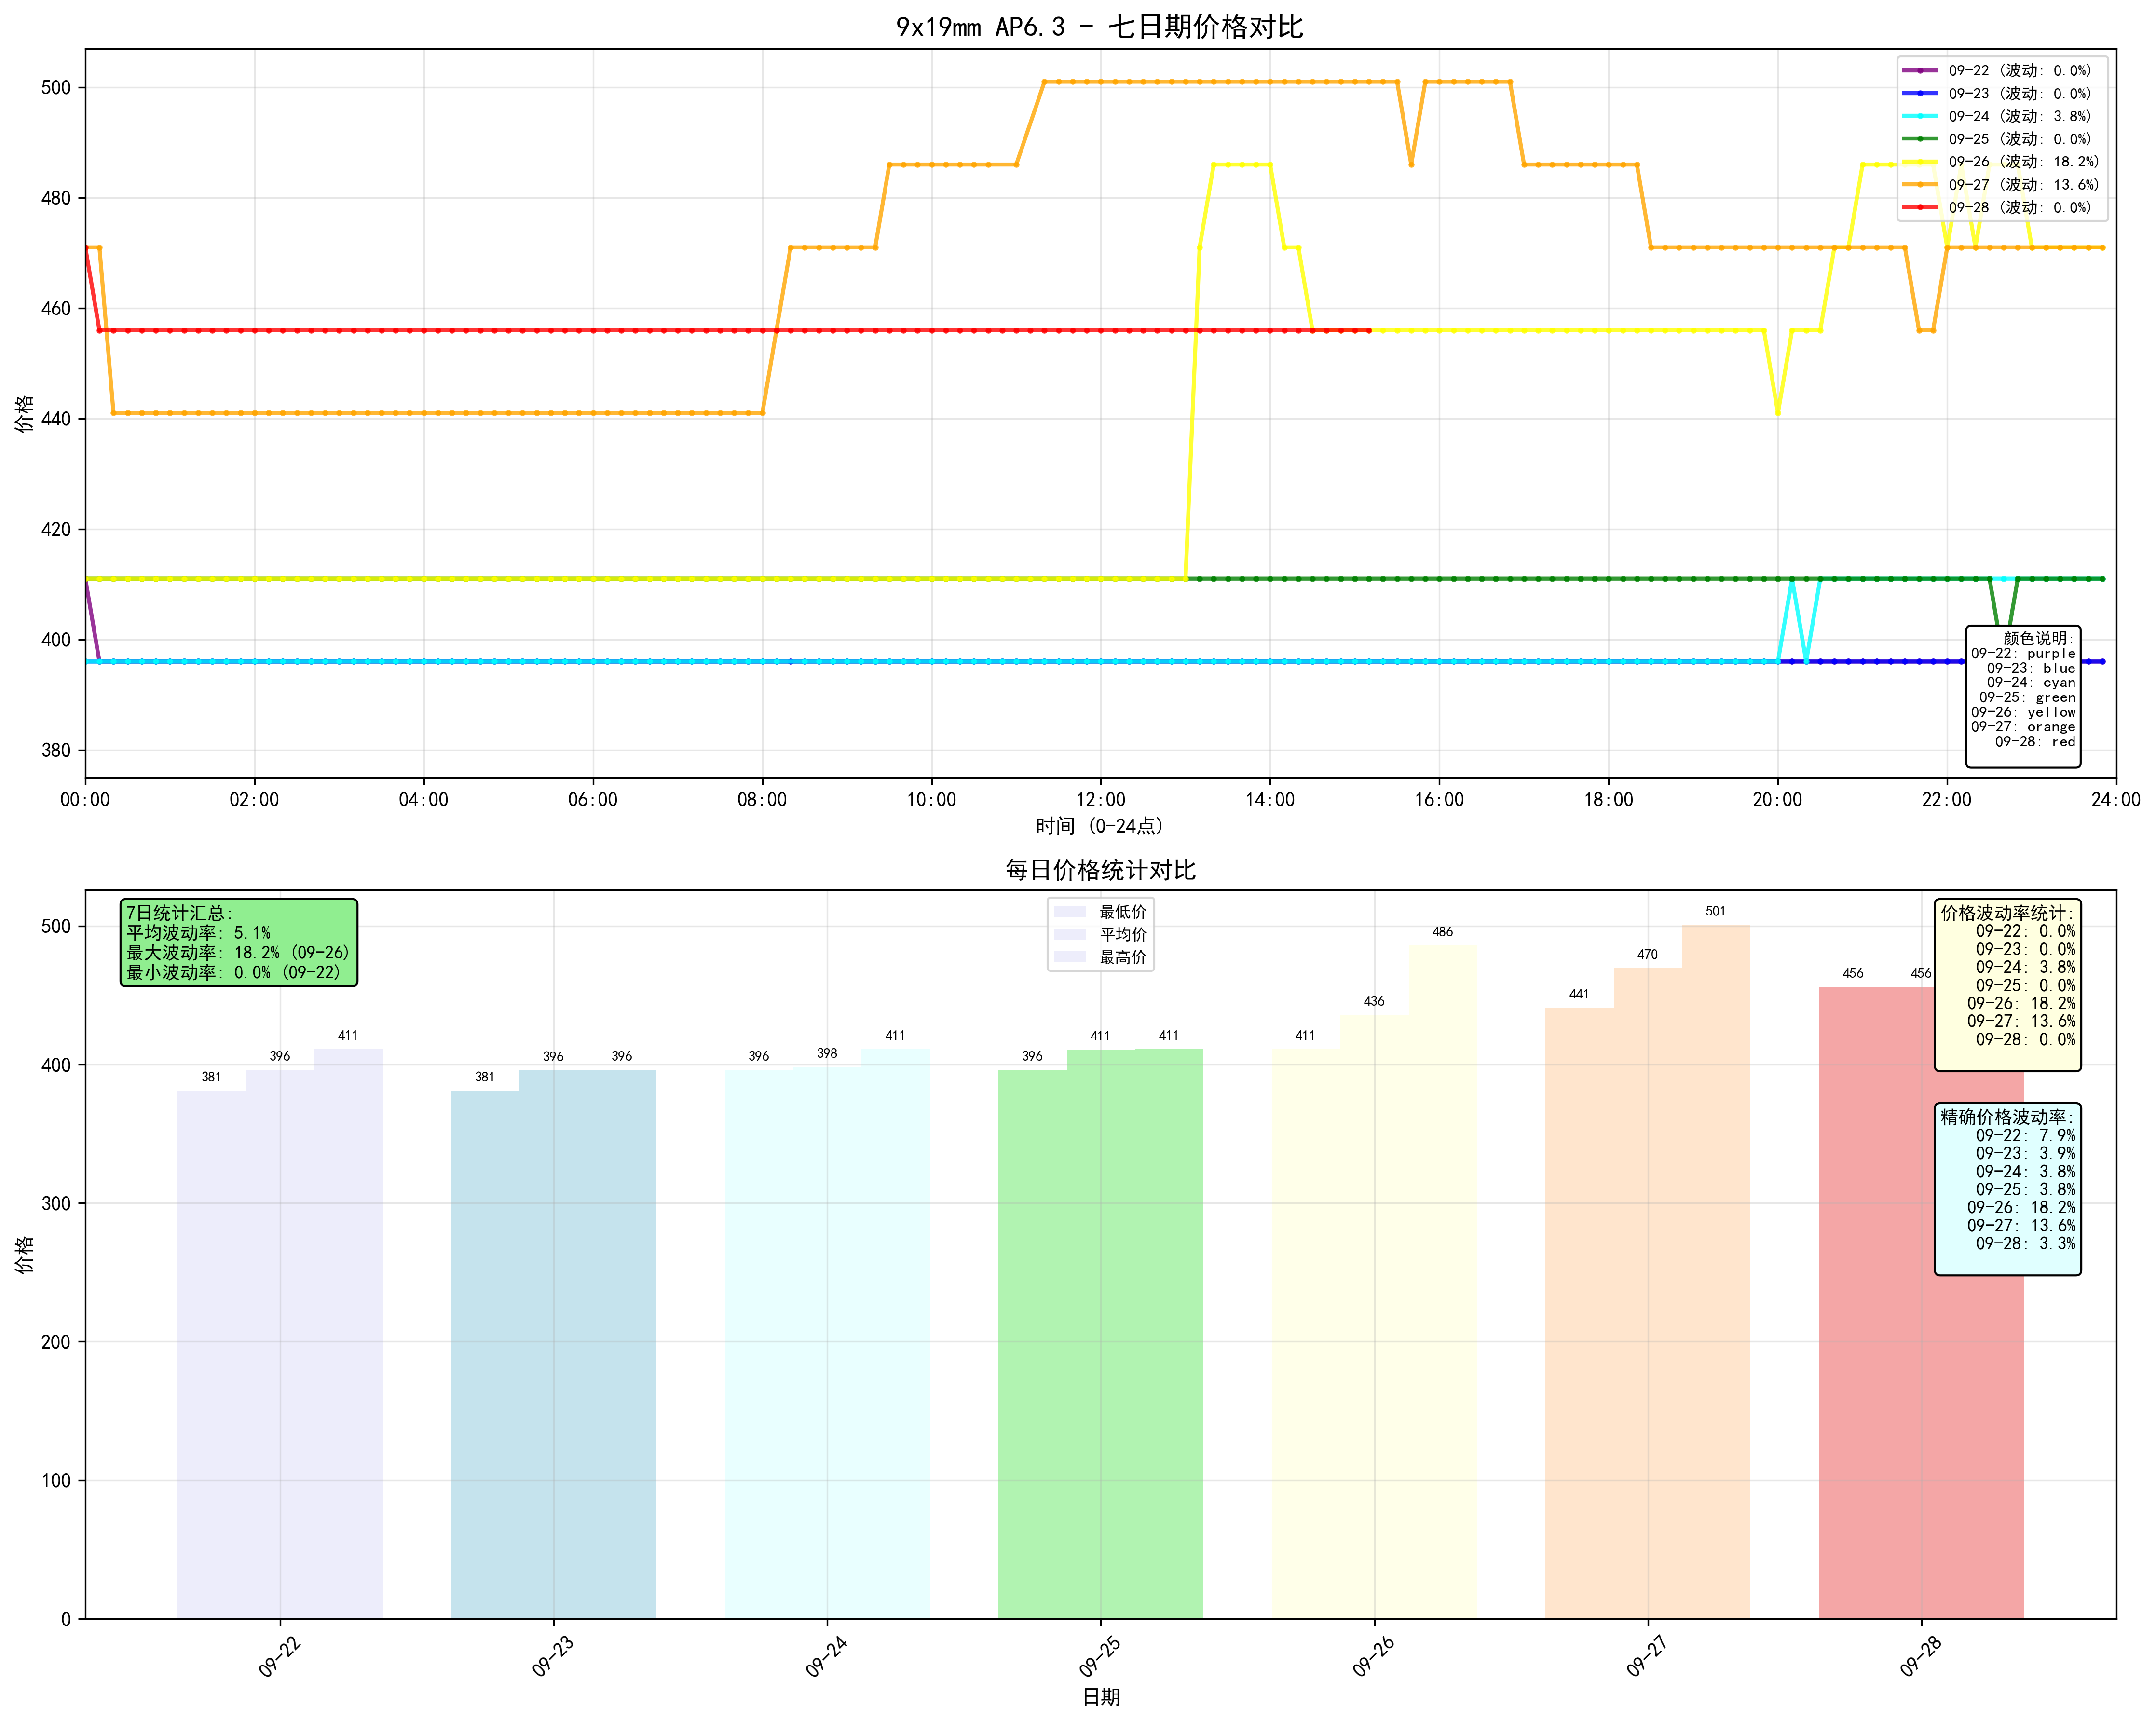 9x19mm AP6.3 - 七日期价格对比
500
480
460
440
420
400
380
价格
09-22 (波动: 0.0%)
09-23 (波动: 0.0%)
09-24 (波动: 3.8%)
09-25 (波动: 0.0%)
09-26 (波动: 18.2%)
09-27 (波动: 13.6%)
09-28 (波动: 0.0%)
颜色说明:
09-22: purple
09-23: blue
09-24: cyan
09-25: green
09-26: yellow
09-27: orange
09-28: red
00:00 02:00 04:00 06:00 08:00 10:00 12:00 14:00 16:00 18:00 20:00 22:00 24:00
时间 (0-24点)
每日价格统计对比
7日统计汇总:
平均波动率: 5.1%
最大波动率: 18.2% (09-26)
最小波动率: 0.0% (09-22)
最低价
平均价
最高价
价格波动率统计:
09-22: 0.0%
09-23: 0.0%
09-24: 3.8%
09-25: 0.0%
09-26: 18.2%
09-27: 13.6%
09-28: 0.0%
精确价格波动率:
09-22: 7.9%
09-23: 3.9%
09-24: 3.8%
09-25: 3.8%
09-26: 18.2%
09-27: 13.6%
09-28: 3.3%
381 396 411
381 396 396
396 398 411
396 411 411
411 436 486
441 470 501
456 456
500
400
300
200
100
0
价格
09-22 09-23 09-24 09-25 09-26 09-27 09-28
日期